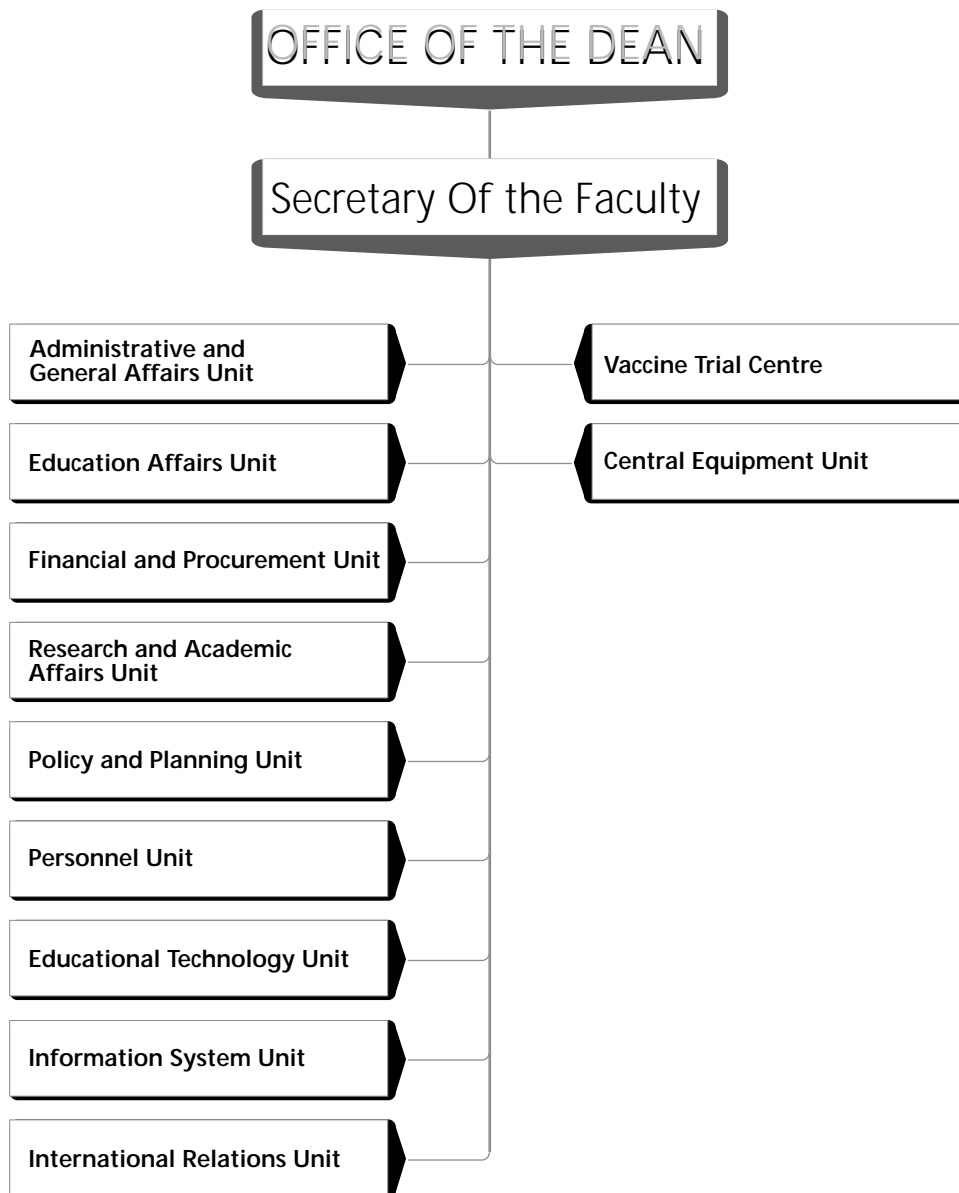 OFFICE OF THE DEAN
Secretary Of the Faculty
Administrative and
General Affairs Unit
Education Affairs Unit
Financial and Procurement Unit
Research and Academic
Affairs Unit
Policy and Planning Unit
Personnel Unit
Educational Technology Unit
Information System Unit
International Relations Unit
Vaccine Trial Centre
Central Equipment Unit